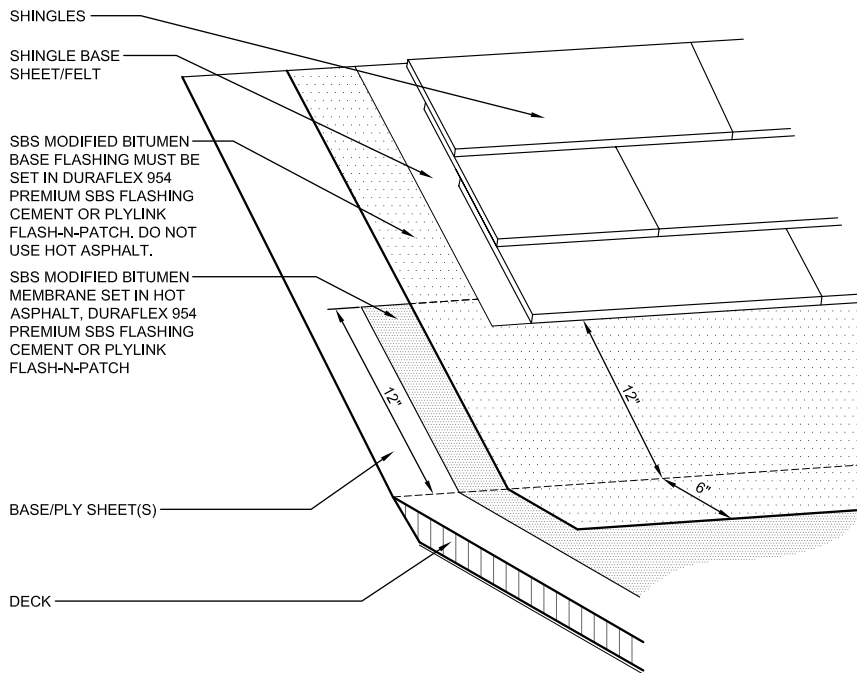 SHINGLES
SHINGLE BASE
SHEET/FELT
SBS MODIFIED BITUMEN
BASE FLASHING MUST BE
SET IN DURAFLEX 954
PREMIUM SBS FLASHING
CEMENT OR PLYLINK
FLASH-N-PATCH. DO NOT
USE HOT ASPHALT.
SBS MODIFIED BITUMEN
MEMBRANE SET IN HOT
ASPHALT, DURAFLEX 954
PREMIUM SBS FLASHING
CEMENT OR PLYLINK
FLASH-N-PATCH
12"
12"
6"
BASE/PLY SHEET(S)
DECK